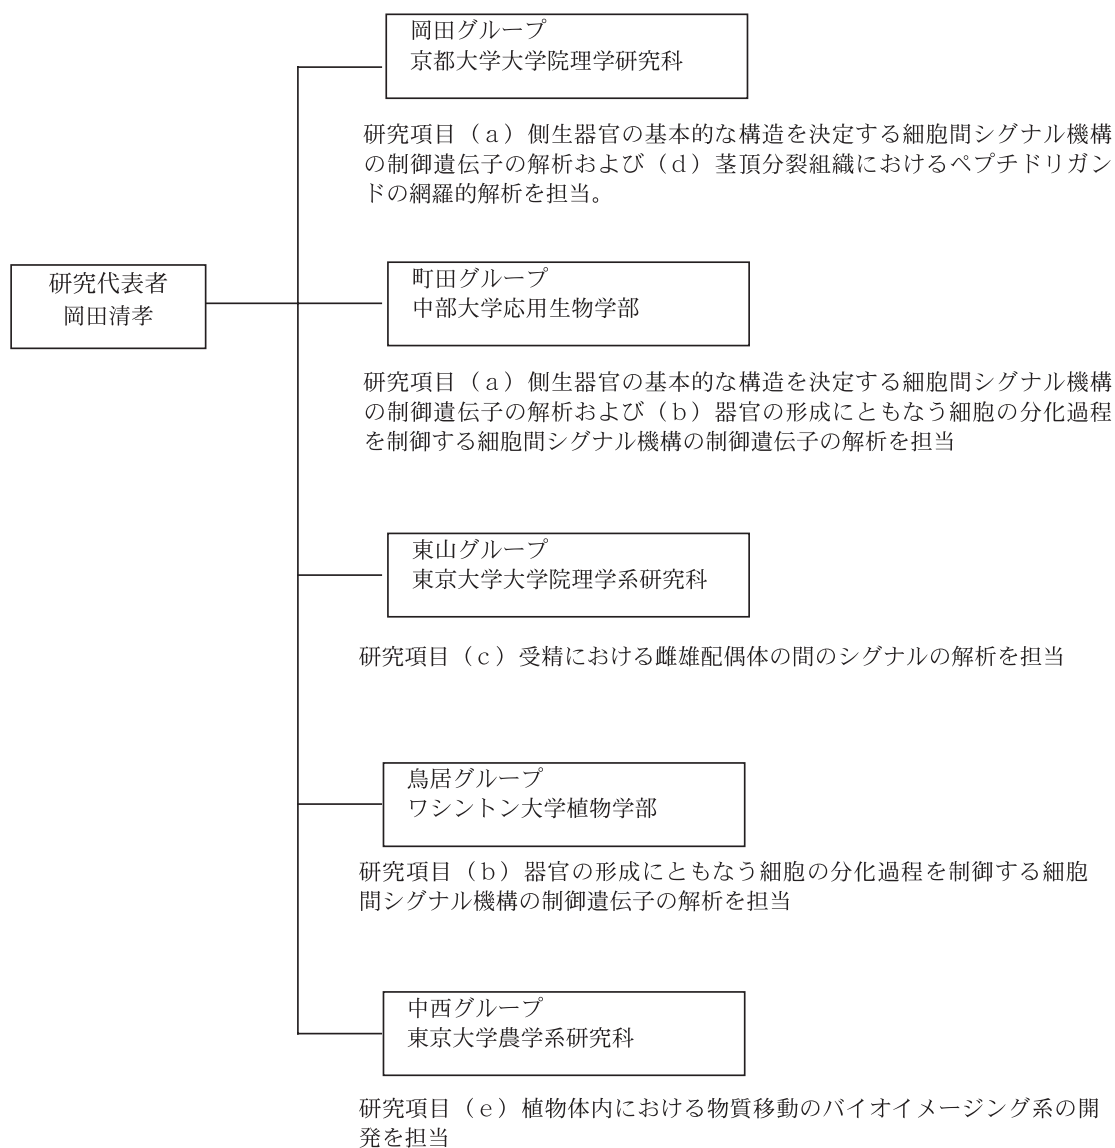 岡田グループ
京都大学大学院理学研究科
研究項目（a）側生器官の基本的な構造を決定する細胞間シグナル機構
の制御遺伝子の解析および（d）茎頂分裂組織におけるペプチドリガン
ドの網羅的解析を担当。
研究代表者
岡田清孝
町田グループ
中部大学応用生物学部
研究項目（a）側生器官の基本的な構造を決定する細胞間シグナル機構
の制御遺伝子の解析および（b）器官の形成にともなう細胞の分化過程
を制御する細胞間シグナル機構の制御遺伝子の解析を担当
東山グループ
東京大学大学院理学系研究科
研究項目（c）受精における雌雄配偶体の間のシグナルの解析を担当
鳥居グループ
ワシントン大学植物学部
研究項目（b）器官の形成にともなう細胞の分化過程を制御する細胞
間シグナル機構の制御遺伝子の解析を担当
中西グループ
東京大学農学系研究科
研究項目（e）植物体内における物質移動のバイオイメージング系の開
発を担当